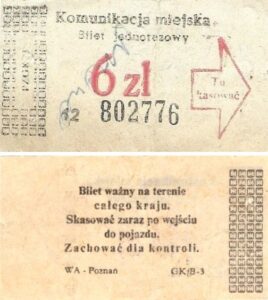 Komunikacja miejska
Bilet jednorazowy
6 zł
Tu
kasować
12 802776
Bilet ważny na terenie
całego kraju.
Skasować zaraz po wejściu
do pojazdu.
Zachować dla kontroli.
WA - Poznań GK/B-3